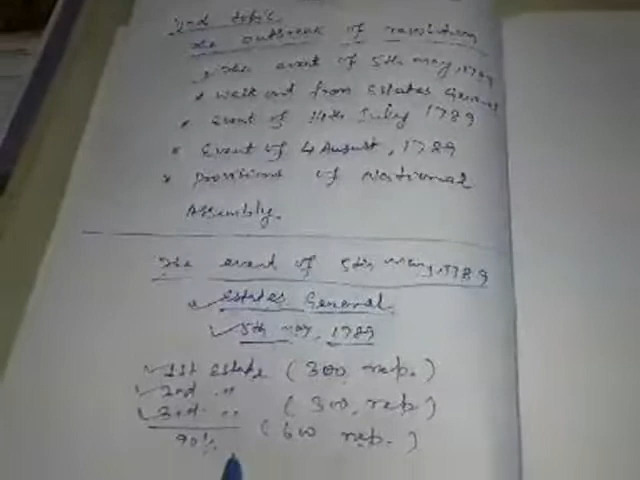 2nd topic
The outbreak of revolution
The event of 5th may, 1789
* walk out from Estates General
* Event of 14th July 1789
* Event of 4 August, 1789
* provisions of National
Assembly.
The event of 5th may, 1789
Estates General
5th may, 1789
1st estate (300 rep.)
2nd " (300, rep)
3rd " (600 rep.)
90%